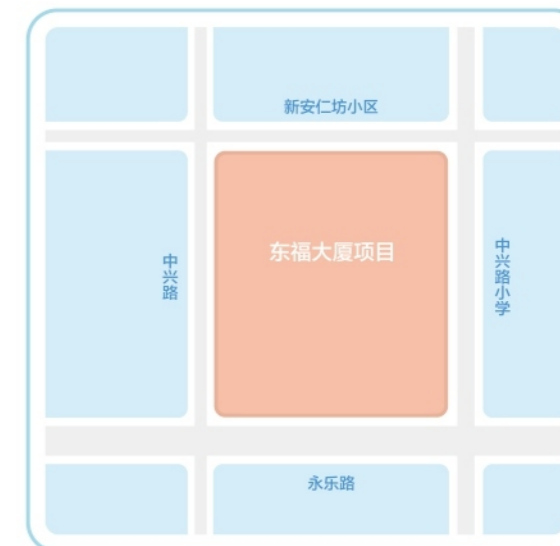 新安仁坊小区
东福大厦项目
中兴路
中兴路小学
永乐路